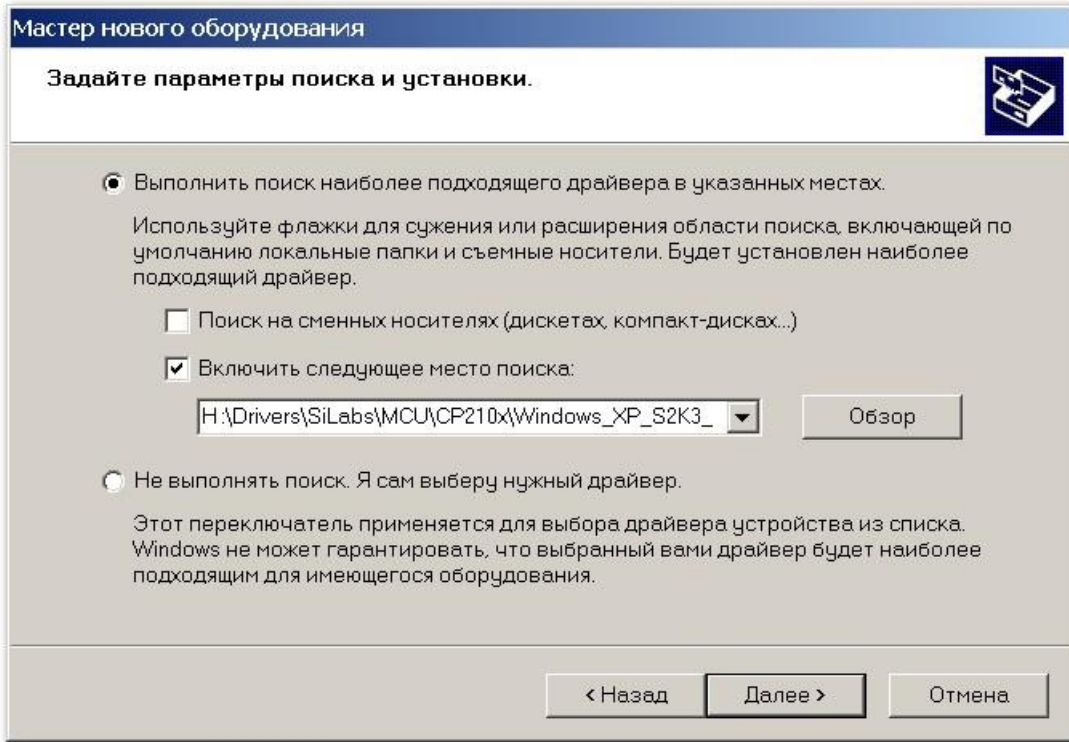 Мастер нового оборудования
Задайте параметры поиска и установки.
Выполнить поиск наиболее подходящего драйвера в указанных местах.
Используйте флажки для сужения или расширения области поиска, включающей по
умолчанию локальные папки и съемные носители. Будет установлен наиболее
подходящий драйвер.
Поиск на сменных носителях (дискетах, компакт-дисках...)
Включить следующее место поиска:
H:\Drivers\SiLabs\MCU\CP210x\Windows_XP_S2K3_
Обзор
Не выполнять поиск. Я сам выберу нужный драйвер.
Этот переключатель применяется для выбора драйвера устройства из списка.
Windows не может гарантировать, что выбранный вами драйвер будет наиболее
подходящим для имеющегося оборудования.
< Назад
Далее >
Отмена